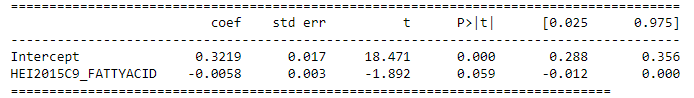 ==============================================================================
coef std err t P>|t| [0.025 0.975]
------------------------------------------------------------------------------
Intercept 0.3219 0.017 18.471 0.000 0.288 0.356
HEI2015C9_FATTYACID -0.0058 0.003 -1.892 0.059 -0.012 0.000
==============================================================================